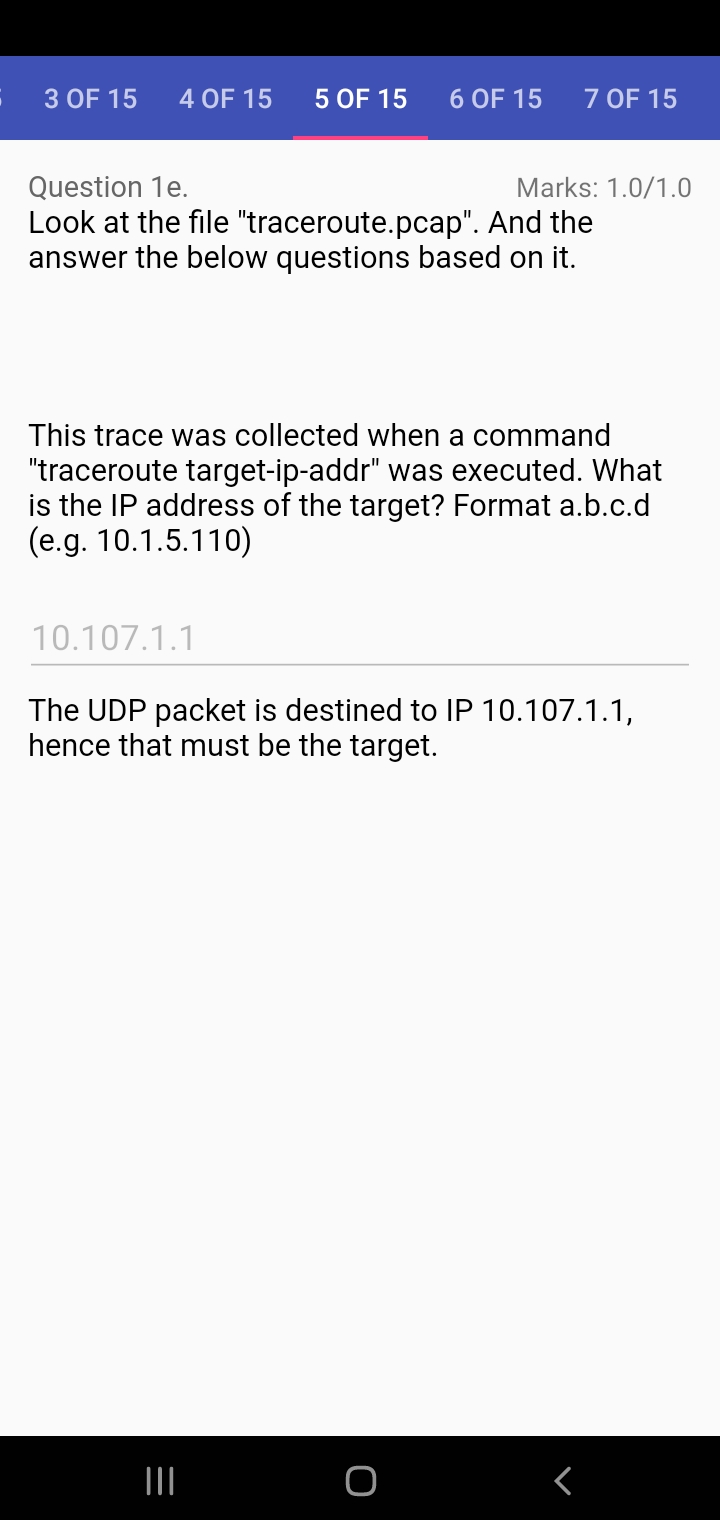 3 OF 15 4 OF 15 5 OF 15 6 OF 15 7 OF 15
Question 1e. Marks: 1.0/1.0
Look at the file "traceroute.pcap". And the
answer the below questions based on it.
This trace was collected when a command
"traceroute target-ip-addr" was executed. What
is the IP address of the target? Format a.b.c.d
(e.g. 10.1.5.110)
10.107.1.1
The UDP packet is destined to IP 10.107.1.1,
hence that must be the target.